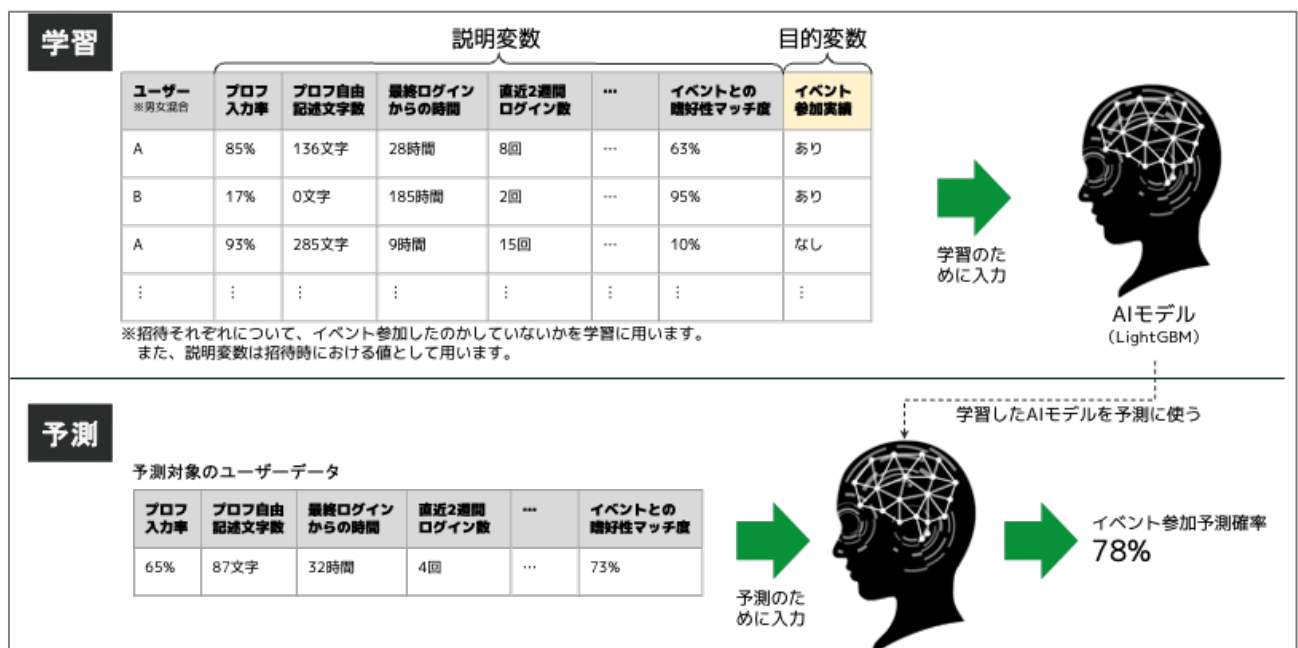 学習
説明変数
目的変数
ユーザー
※男女混合
プロフ
入力率
プロフ自由
記述文字数
最終ログイン
からの時間
直近2週間
ログイン数
…
イベントとの
嗜好性マッチ度
イベント
参加実績
A 85% 136文字 28時間 8回 … 63% あり
B 17% 0文字 185時間 2回 … 95% あり
A 93% 285文字 9時間 15回 … 10% なし
⋮ ⋮ ⋮ ⋮ ⋮ ⋮ ⋮ ⋮
※招待それぞれについて、イベント参加したのかしていないかを学習に用います。
また、説明変数は招待時における値として用います。
学習のた
めに入力
AIモデル
(LightGBM)
学習したAIモデルを予測に使う
予測
予測対象のユーザーデータ
プロフ
入力率
プロフ自由
記述文字数
最終ログイン
からの時間
直近2週間
ログイン数
…
イベントとの
嗜好性マッチ度
65% 87文字 32時間 4回 … 73%
予測のた
めに入力
イベント参加予測確率
78%